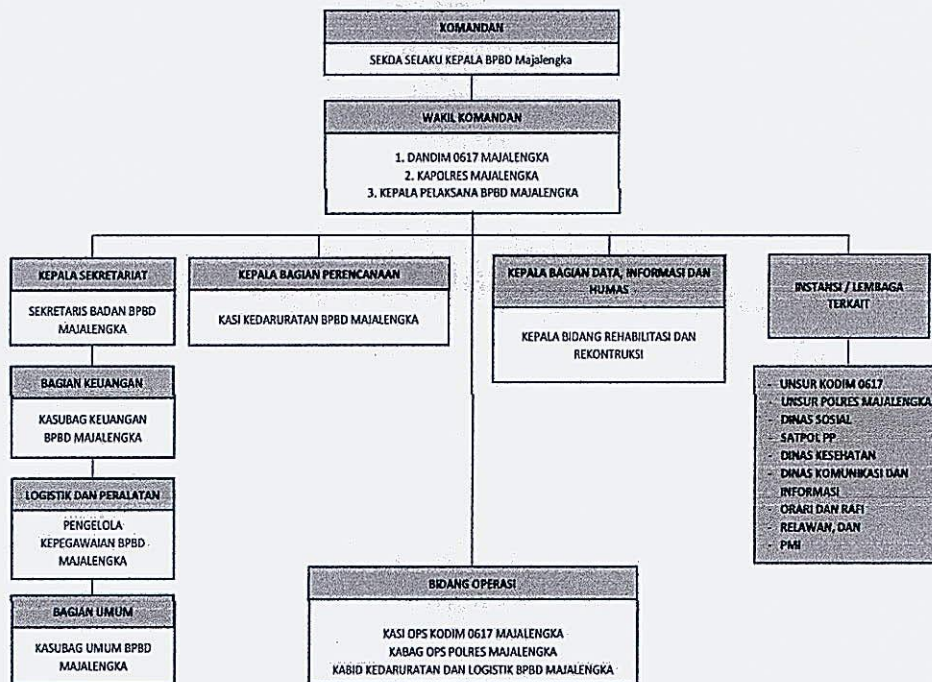 KOMANDAN
SEKDA SELAKU KEPALA BPBD Majalengka
WAKIL KOMANDAN
1. DANDIM 0617 MAJALENGKA
2. KAPOLRES MAJALENGKA
3. KEPALA PELAKSANA BPBD MAJALENGKA
KEPALA SEKRETARIAT
SEKRETARIS BADAN BPBD
MAJALENGKA
KEPALA BAGIAN PERENCANAAN
KASI KEDARURATAN BPBD MAJALENGKA
KEPALA BAGIAN DATA, INFORMASI DAN
HUMAS
KEPALA BIDANG REHABILITASI DAN
REKONTRUKSI
INSTANSI / LEMBAGA
TERKAIT
- UNSUR KODIM 0617
- UNSUR POLRES MAJALENGKA
- DINAS SOSIAL
- SATPOL PP
- DINAS KESEHATAN
- DINAS KOMUNIKASI DAN
INFORMASI
- ORARI DAN RAFI
- RELAWAN, DAN
- PMI
BAGIAN KEUANGAN
KASUBAG KEUANGAN
BPBD MAJALENGKA
LOGISTIK DAN PERALATAN
PENGELOLA
KEPEGAWAIAN BPBD
MAJALENGKA
BAGIAN UMUM
KASUBAG UMUM BPBD
MAJALENGKA
BIDANG OPERASI
KASI OPS KODIM 0617 MAJALENGKA
KABAG OPS POLRES MAJALENGKA
KABID KEDARURATAN DAN LOGISTIK BPBD MAJALENGKA